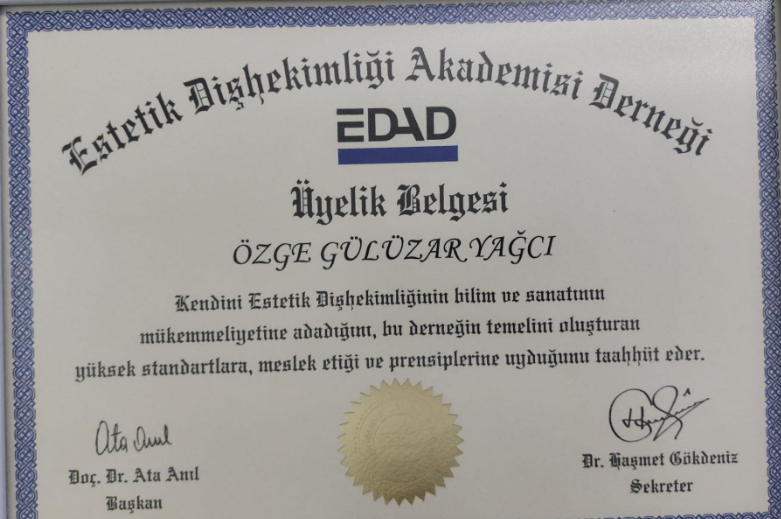 Estetik Dişhekimliği Akademisi Derneği
EDAD
Üyelik Belgesi
ÖZGE GÜLÜZAR YAĞCI
Kendini Estetik Dişhekimliğinin bilim ve sanatının
mükemmeliyetine adadığını, bu derneğin temelini oluşturan
yüksek standartlara, meslek etiği ve prensiplerine uyduğunu taahhüt eder.
Ata Anıl
Doç. Dr. Ata Anıl
Başkan
Dr. Haşmet Gökdeniz
Sekreter